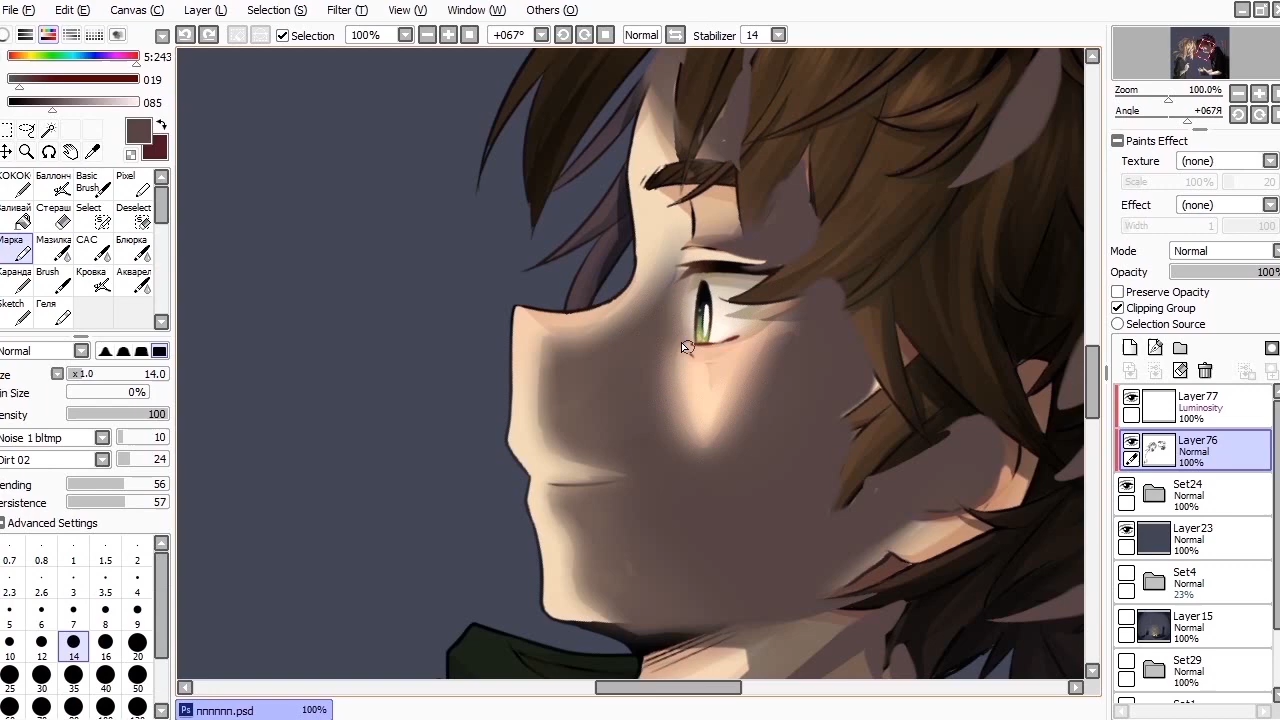 File (F) Edit (E) Canvas (C) Layer (L) Selection (S) Filter (T) View (V) Window (W) Others (O)
Selection 100% +067° Normal Stabilizer 14
5:243
019
085
КОКОК Баллонч Basic Brush Pixel
Заливай Стераш Select Deselect
Марка Мазилка САС Блюрка
Каранда Brush Кровка Акварел
Sketch Геля
Normal
ze x1.0 14.0
in Size 0%
ensity 100
Noise 1 bltmp 10
Dirt 02 24
ending 56
ersistence 57
Advanced Settings
0.7 0.8 1 1.5 2
2.3 2.6 3 3.5 4
5 6 7 8 9
10 12 14 16 20
25 30 35 40 50
Zoom 100.0%
Angle +067Я
Paints Effect
Texture (none)
Scale 100% 20
Effect (none)
Width 1 100
Mode Normal
Opacity 100%
Preserve Opacity
Clipping Group
Selection Source
Layer77
Luminosity
100%
Layer76
Normal
100%
Set24
Normal
100%
Layer23
Normal
100%
Set4
Normal
23%
Layer15
Normal
100%
Set29
Normal
100%
Ps пппппп.psd 100%